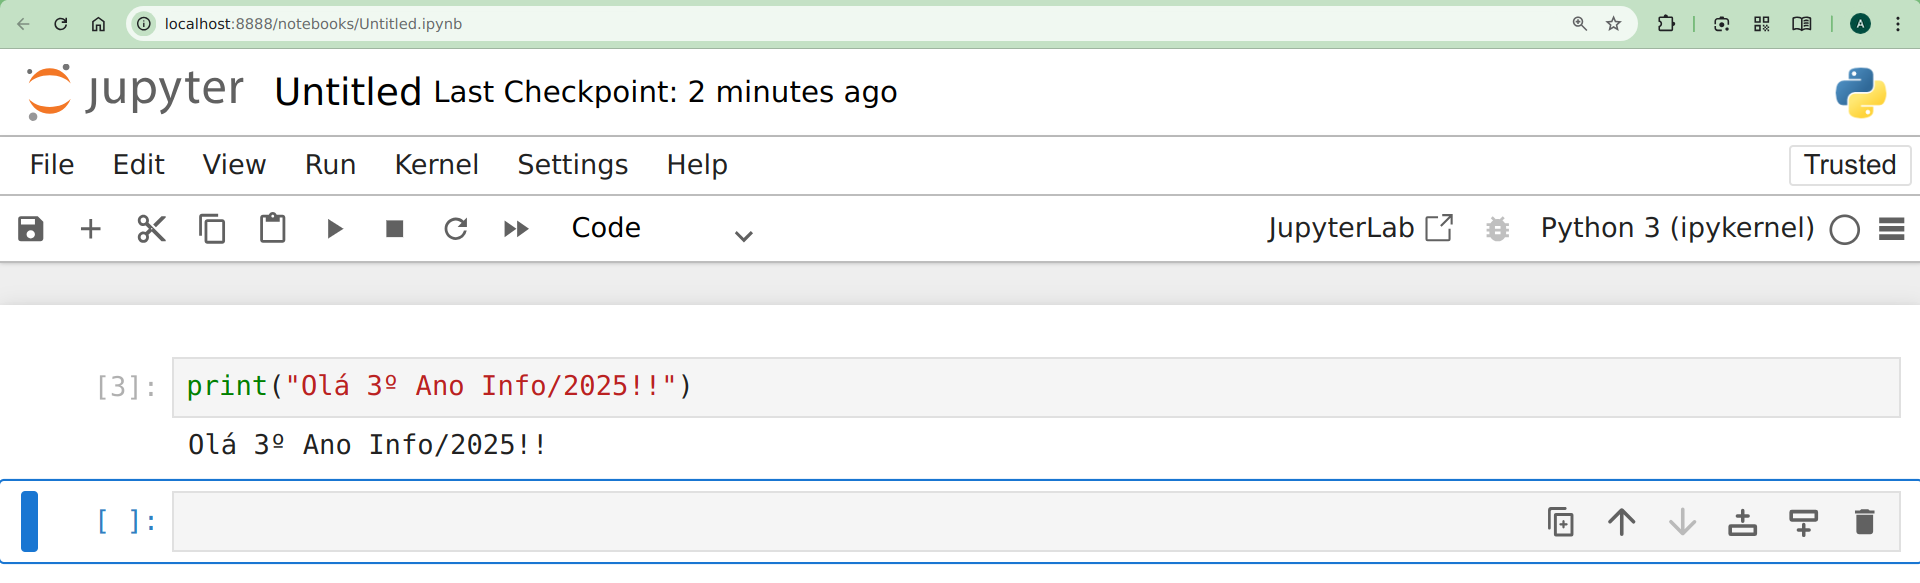 localhost:8888/notebooks/Untitled.ipynb
A
jupyter Untitled Last Checkpoint: 2 minutes ago
File Edit View Run Kernel Settings Help Trusted
Code JupyterLab Python 3 (ipykernel)
[3]: print("Olá 3º Ano Info/2025!!")
Olá 3º Ano Info/2025!!
[ ]: